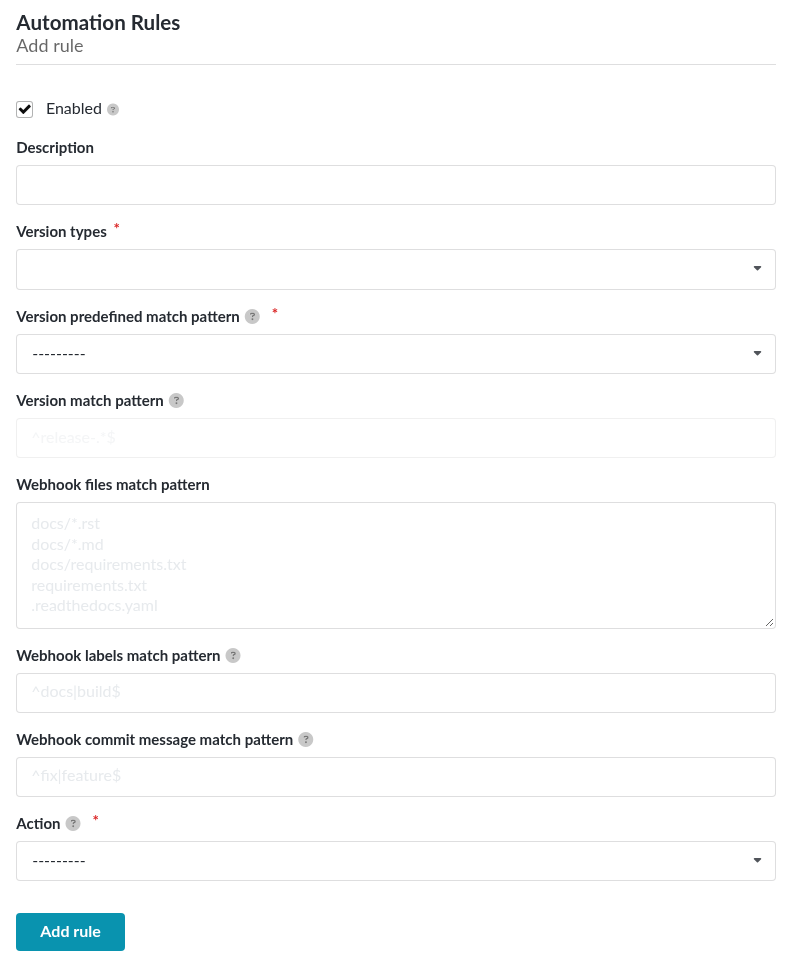 Automation Rules
Add rule
Enabled ?
Description
Version types *
Version predefined match pattern ? *
---------
Version match pattern ?
^release-.*$
Webhook files match pattern
docs/*.rst
docs/*.md
docs/requirements.txt
requirements.txt
.readthedocs.yaml
Webhook labels match pattern ?
^docs|build$
Webhook commit message match pattern ?
^fix|feature$
Action ? *
---------
Add rule